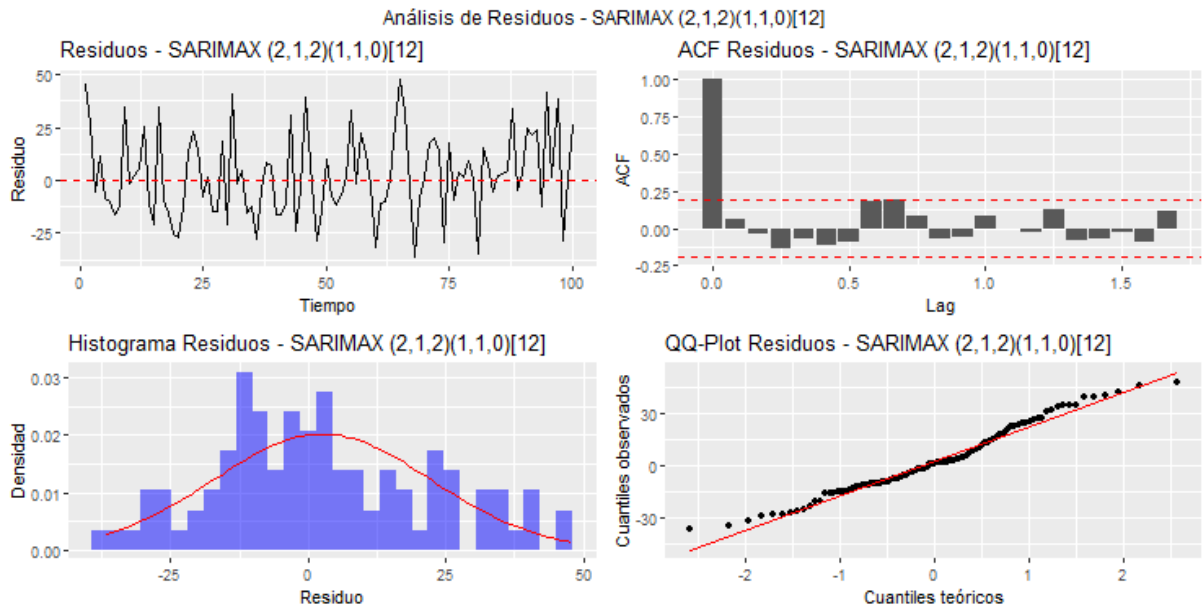 Análisis de Residuos - SARIMAX (2,1,2)(1,1,0)[12]
Residuos - SARIMAX (2,1,2)(1,1,0)[12]
50
25
0
-25
Residuo
0
25
50
75
100
Tiempo
ACF Residuos - SARIMAX (2,1,2)(1,1,0)[12]
1.00
0.75
0.50
0.25
0.00
-0.25
ACF
0.0
0.5
1.0
1.5
Lag
Histograma Residuos - SARIMAX (2,1,2)(1,1,0)[12]
0.03
0.02
0.01
0.00
Densidad
-25
0
25
50
Residuo
QQ-Plot Residuos - SARIMAX (2,1,2)(1,1,0)[12]
30
0
-30
Cuantiles observados
-2
-1
0
1
2
Cuantiles teóricos